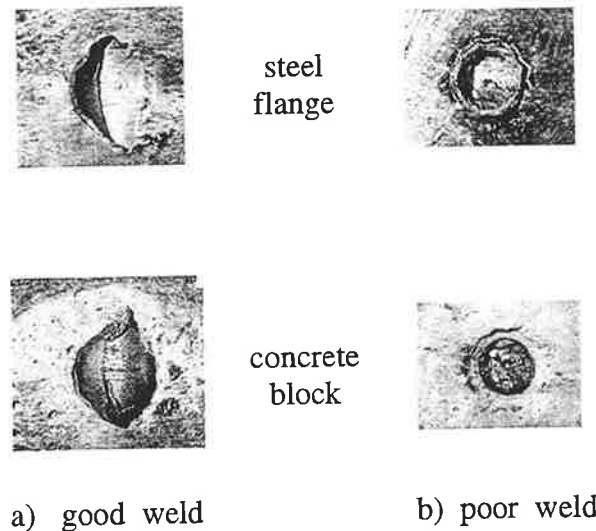 steel
flange
concrete
block
a) good weld
b) poor weld